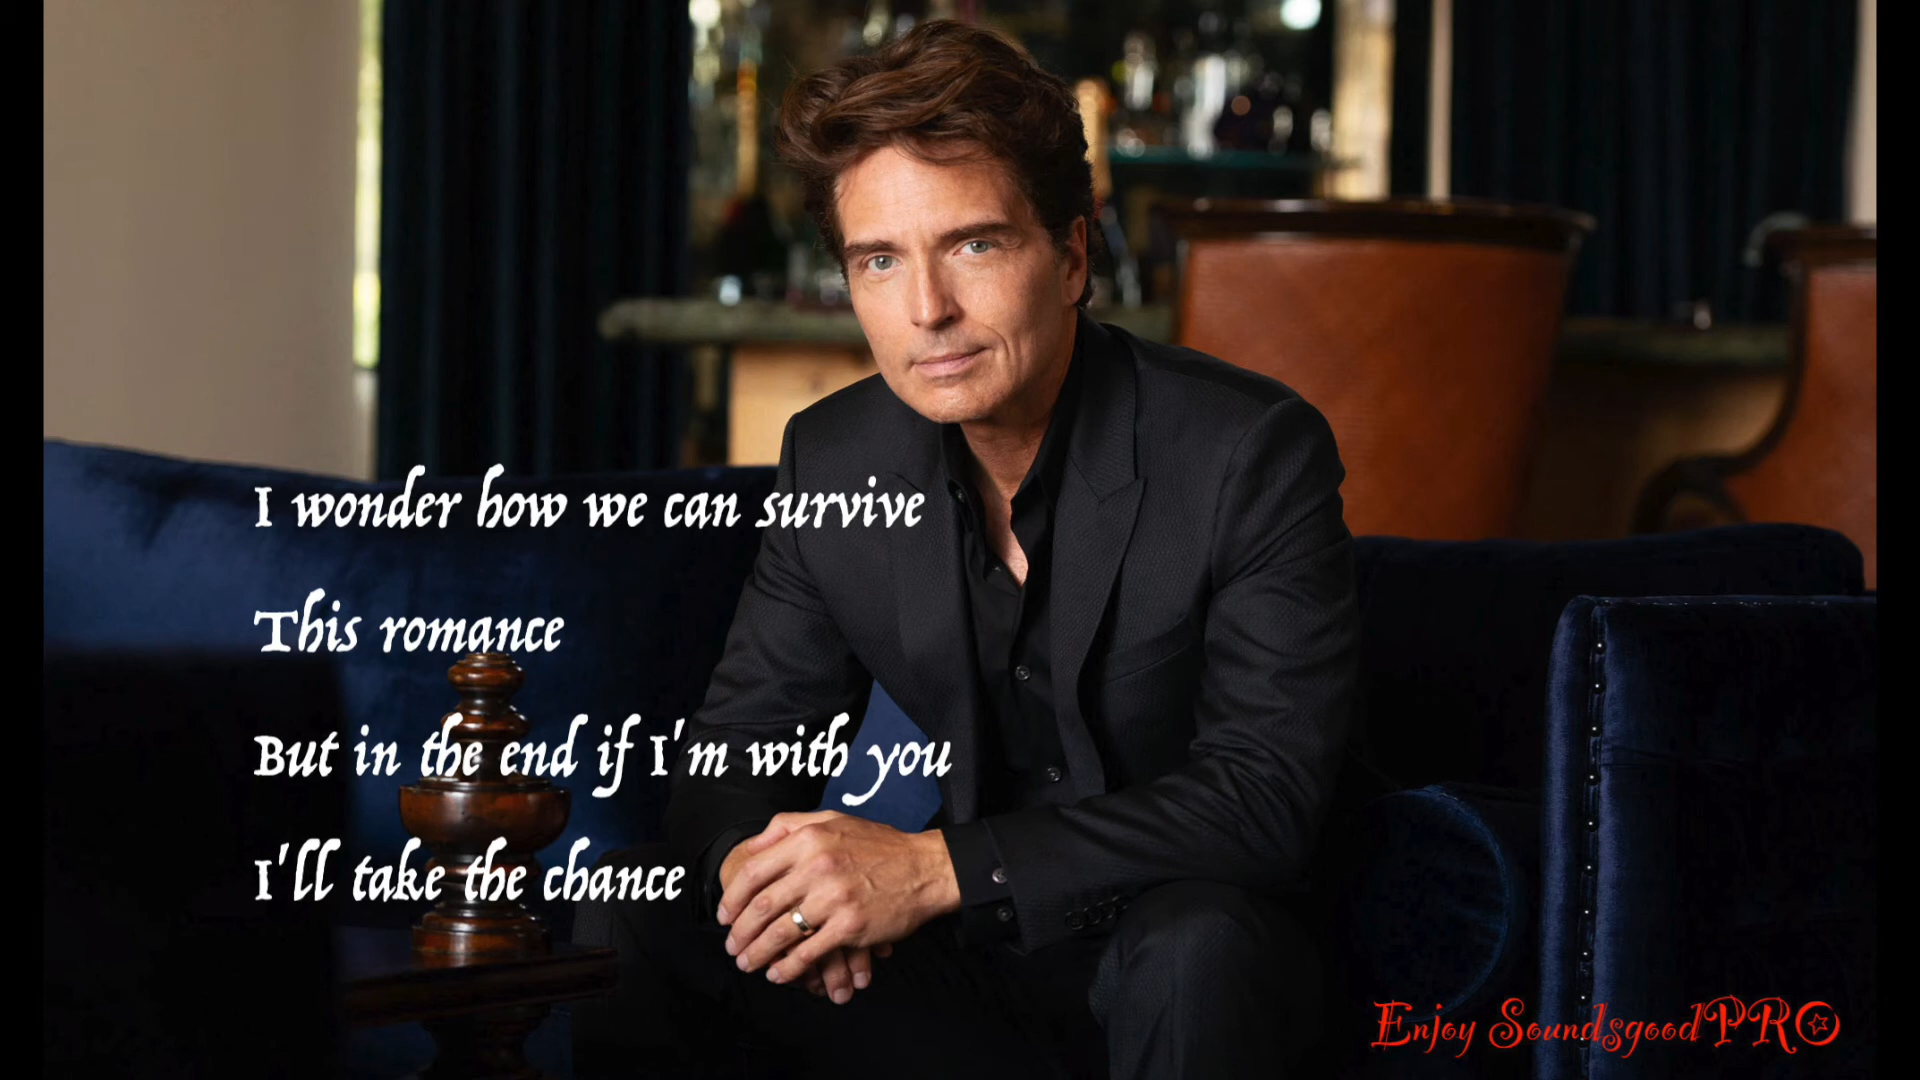 I wonder how we can survive
This romance
But in the end if I'm with you
I'll take the chance
Enjoy SoundsgoodPRO